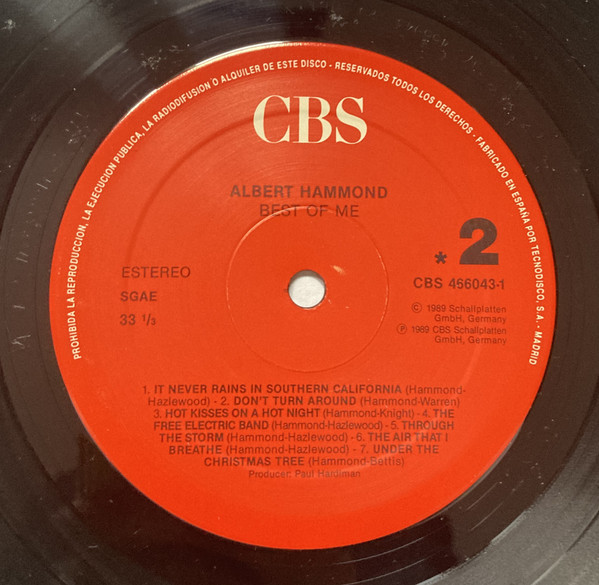 PROHIBIDA LA REPRODUCCION, LA EJECUCION PUBLICA, LA RADIODIFUSION O ALQUILER DE ESTE DISCO - RESERVADOS TODOS LOS DERECHOS - FABRICADO EN ESPAÑA POR TECNODISCO, S.A. - MADRID
CBS
ALBERT HAMMOND
BEST OF ME
* 2
ESTEREO
CBS 466043-1
SGAE
33 1/3
© 1989 Schallplatten
GmbH, Germany
℗ 1989 CBS Schallplatten
GmbH, Germany
1. IT NEVER RAINS IN SOUTHERN CALIFORNIA (Hammond-
Hazlewood) - 2. DON'T TURN AROUND (Hammond-Warren)
3. HOT KISSES ON A HOT NIGHT (Hammond-Knight) - 4. THE
FREE ELECTRIC BAND (Hammond-Hazlewood) - 5. THROUGH
THE STORM (Hammond-Hazlewood) - 6. THE AIR THAT I
BREATHE (Hammond-Hazlewood) - 7. UNDER THE
CHRISTMAS TREE (Hammond-Bettis)
Producer: Paul Hardiman